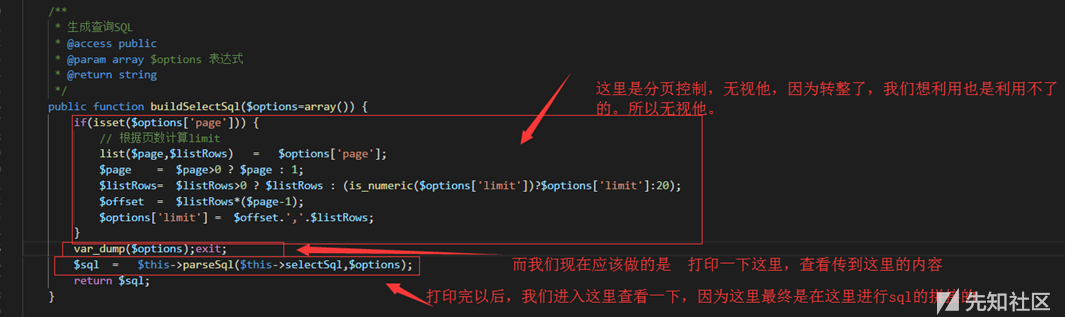 /**
* 生成查询SQL
* @access public
* @param array $options 表达式
* @return string
*/
public function buildSelectSql($options=array()) {
if(isset($options['page'])) {
// 根据页数计算limit
list($page,$listRows) = $options['page'];
$page = $page>0 ? $page : 1;
$listRows= $listRows>0 ? $listRows : (is_numeric($options['limit'])?$options['limit']:20);
$offset = $listRows*($page-1);
$options['limit'] = $offset.','.$listRows;
}
var_dump($options);exit;
$sql = $this->parseSql($this->selectSql,$options);
return $sql;
}
这里是分页控制，无视他，因为转整了，我们想利用也是利用不了
的。所以无视他。
而我们现在应该做的是 打印一下这里，查看传到这里的内容
打印完以后，我们进入这里查看一下，因为这里最终是在这里进行sql的拼接的
先知社区